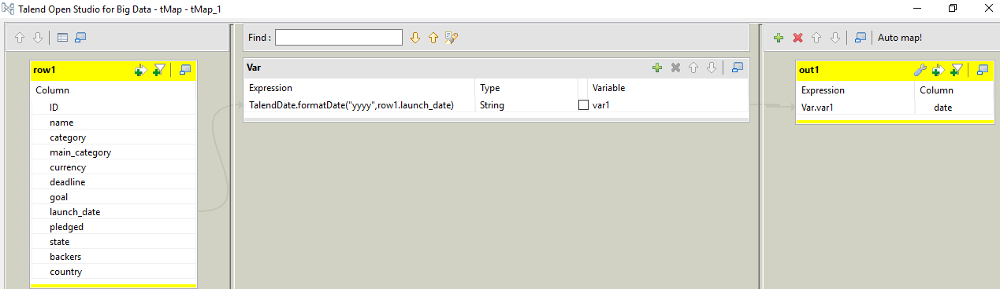 Talend Open Studio for Big Data - tMap - tMap_1
Find :
Auto map!
row1
Column
ID
name
category
main_category
currency
deadline
goal
launch_date
pledged
state
backers
country
Var
Expression Type Variable
TalendDate.formatDate("yyyy",row1.launch_date) String var1
out1
Expression Column
Var.var1 date